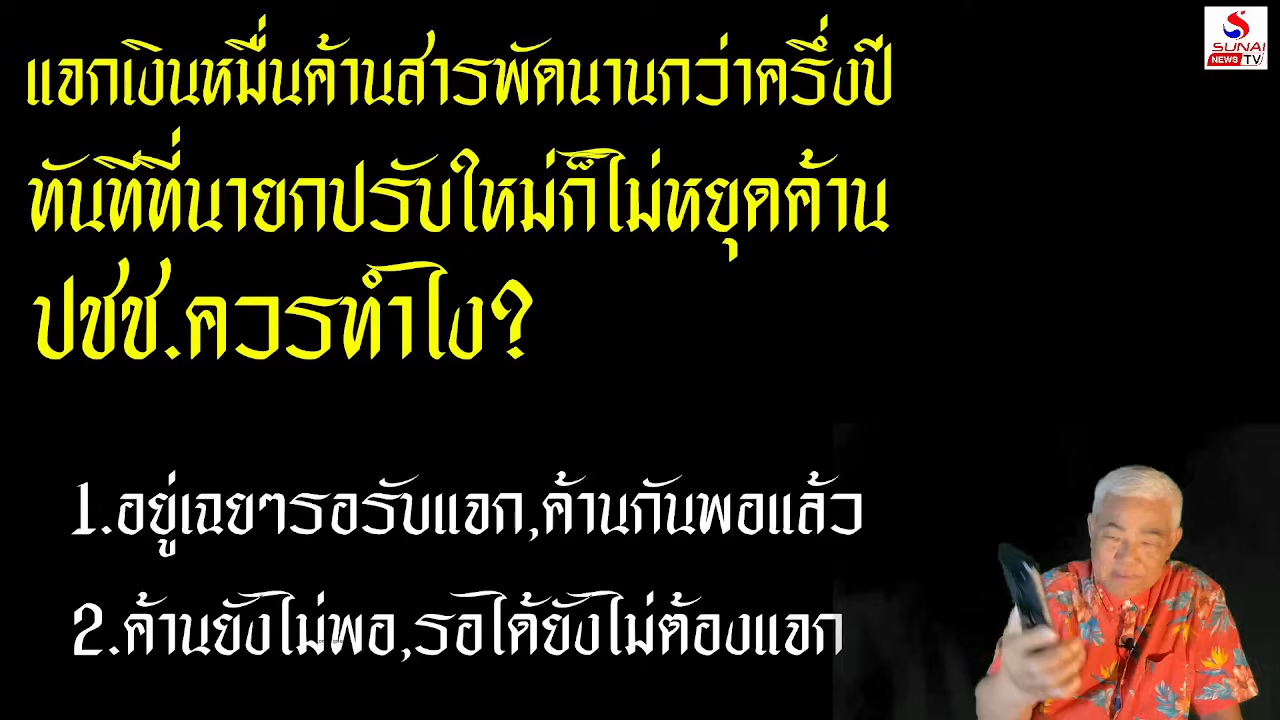 แจกเงินหมื่นค้านสารพัดนานกว่าครึ่งปี
SUNAI
NEWS TV
ทันทีที่นายกปรับใหม่ก็ไม่หยุดค้าน
ปชช.ควรทำไง?
1.อยู่เฉยๆรอรับแจก,ค้านกันพอแล้ว
2.ค้านยังไม่พอ,รอได้ยังไม่ต้องแจก